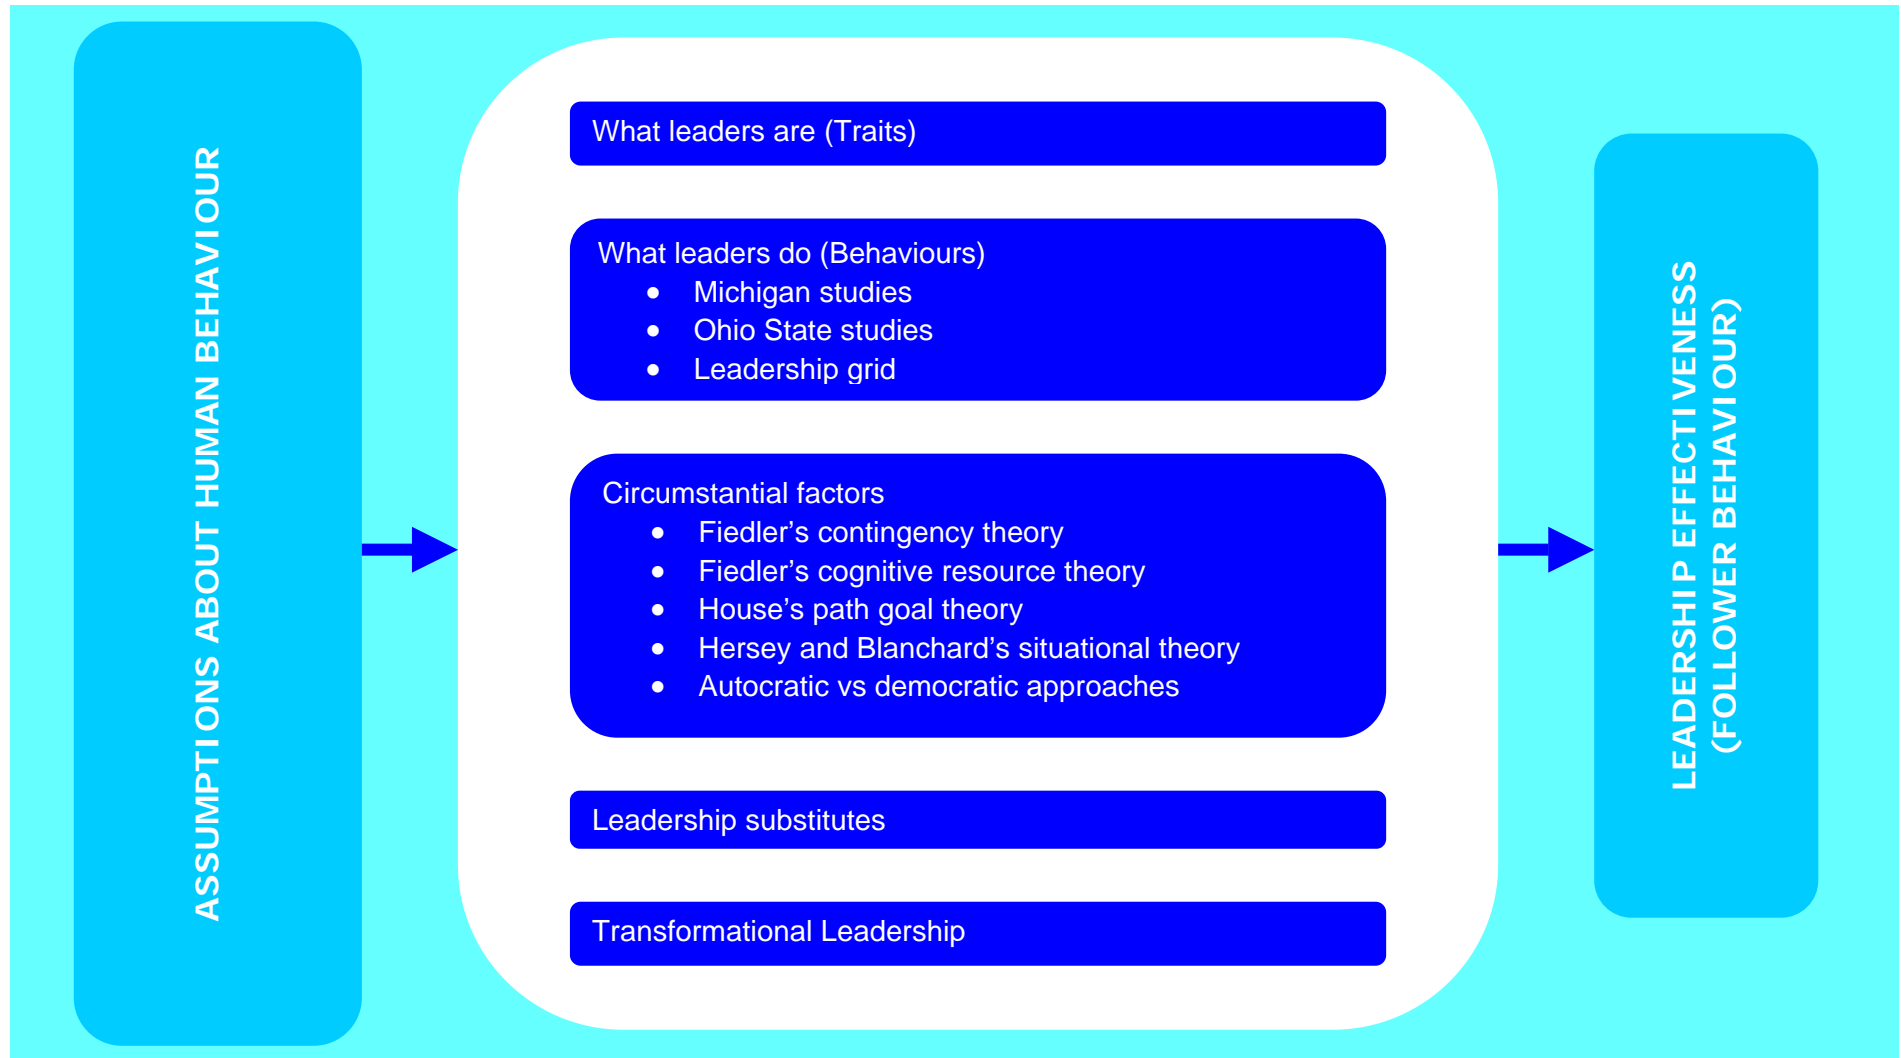 ASSUMPTIONS ABOUT HUMAN BEHAVIOUR
What leaders are (Traits)
What leaders do (Behaviours)
● Michigan studies
● Ohio State studies
● Leadership grid
Circumstantial factors
● Fiedler’s contingency theory
● Fiedler’s cognitive resource theory
● House’s path goal theory
● Hersey and Blanchard’s situational theory
● Autocratic vs democratic approaches
Leadership substitutes
Transformational Leadership
LEADERSHIP EFFECTIVENESS
(FOLLOWER BEHAVIOUR)